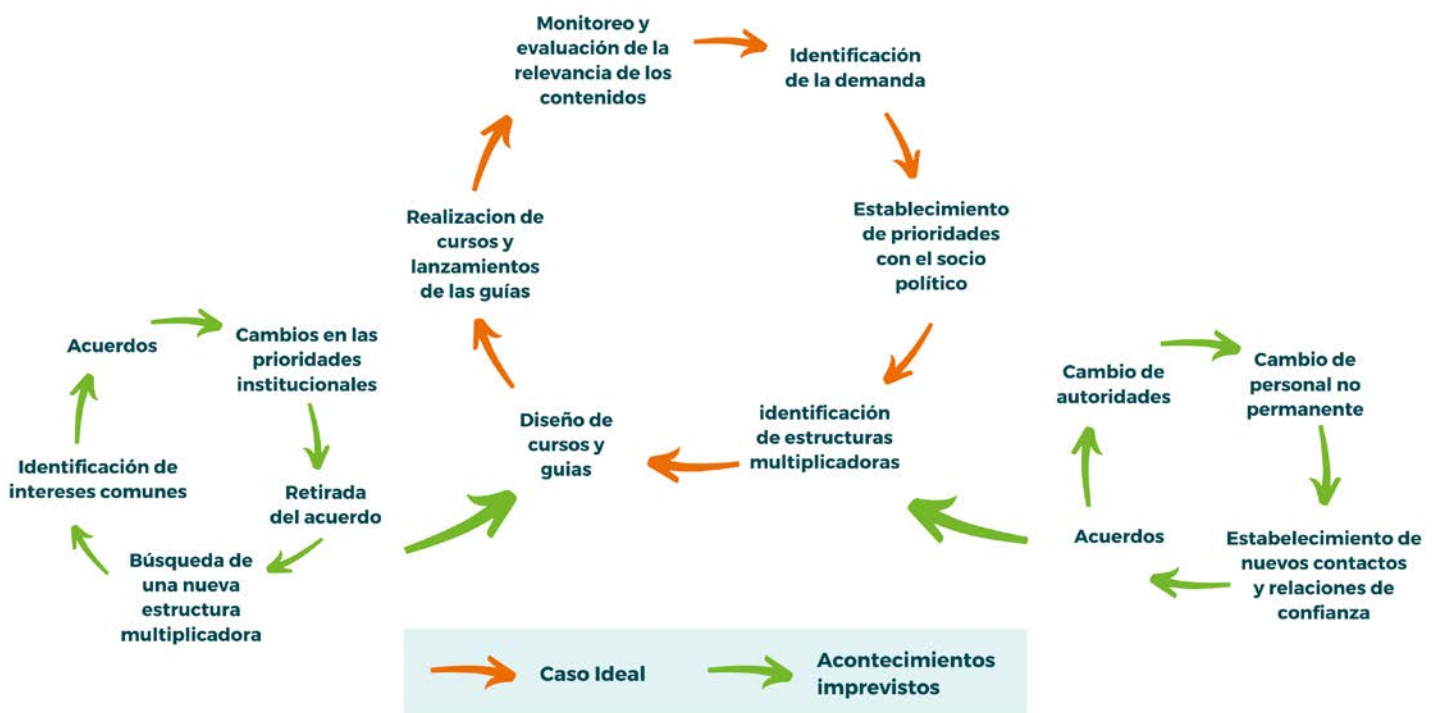 Monitoreo y
evaluación de la
relevancia de los
contenidos
Identificación
de la demanda
Establecimiento
de prioridades
con el socio
político
identificación
de estructuras
multiplicadoras
Diseño de
cursos y
guias
Realizacion de
cursos y
lanzamientos
de las guías
Acuerdos
Cambios en las
prioridades
institucionales
Retirada
del acuerdo
Búsqueda de
una nueva
estructura
multiplicadora
Identificación de
intereses comunes
Cambio de
autoridades
Cambio de
personal no
permanente
Estabelecimiento de
nuevos contactos
y relaciones de
confianza
Acuerdos
Caso Ideal
Acontecimientos
imprevistos